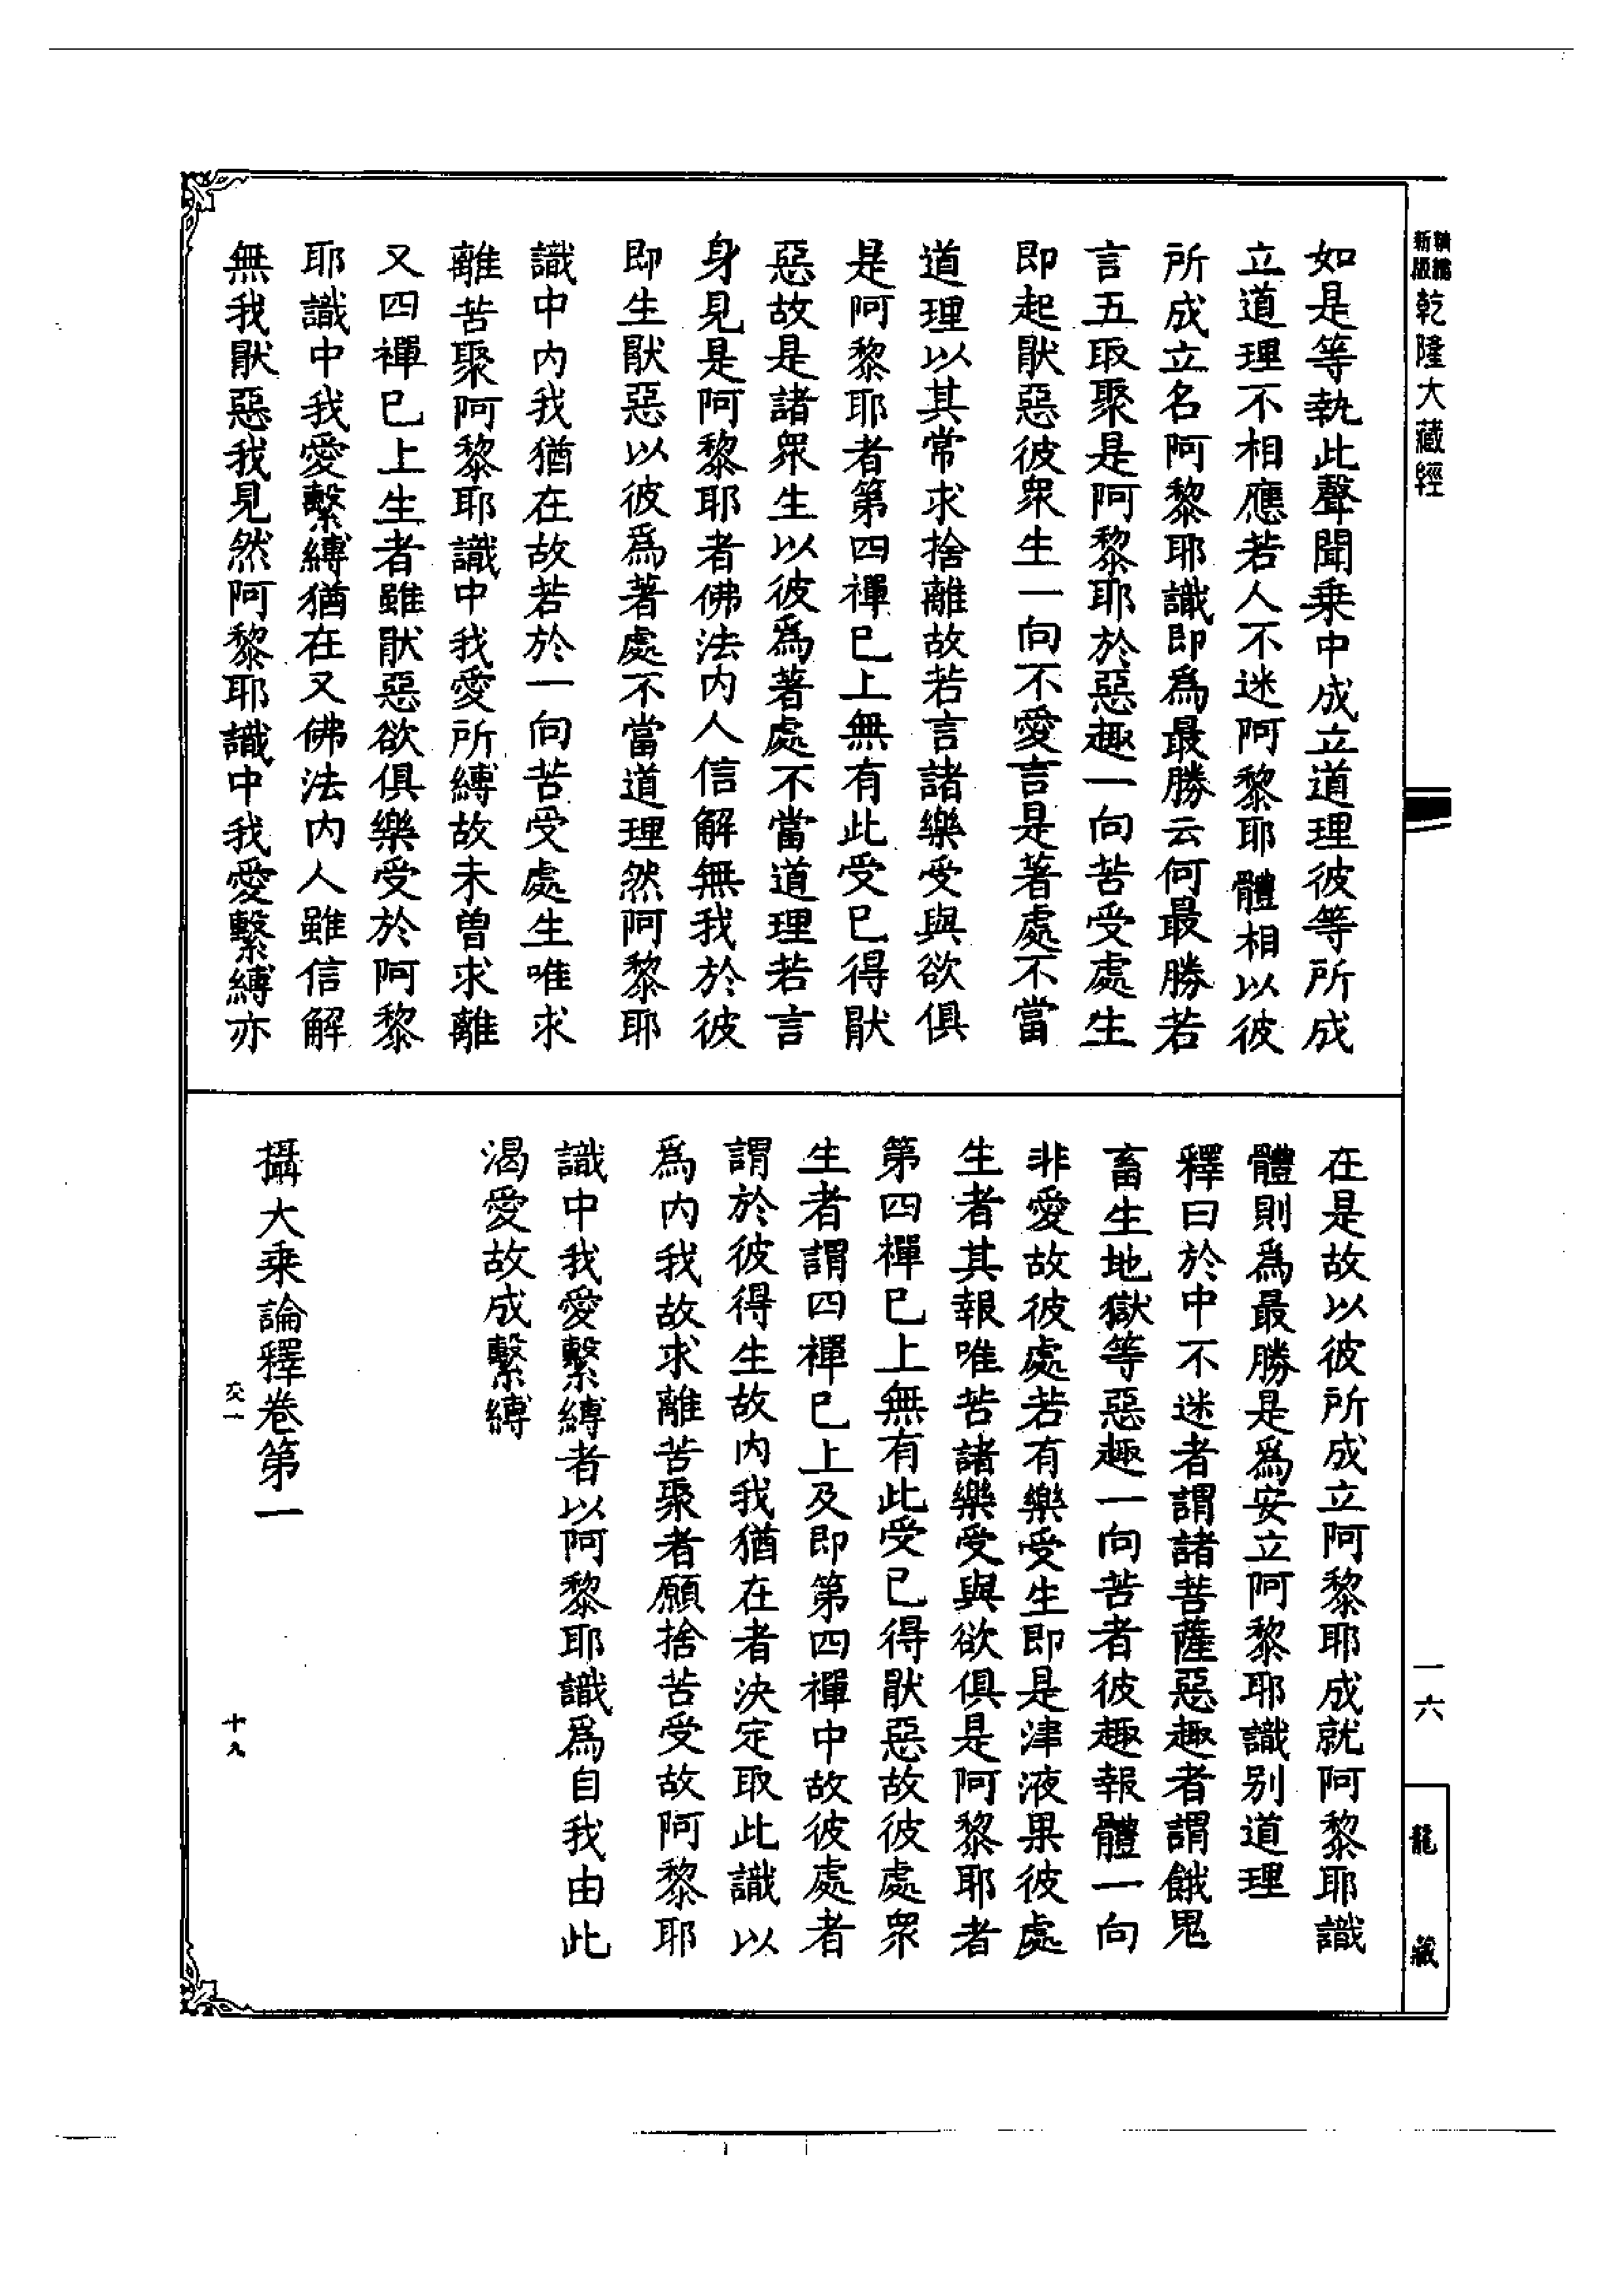 新編
縮版
乾隆大藏經
一六
龍藏
如是等執此聲聞乗中成立道理彼等所成
立道理不相應若人不迷阿黎耶體相以彼
所成立名阿黎耶識即爲最勝云何最勝若
言五取聚是阿黎耶於惡趣一向苦受處生
即起猒惡彼衆生一向不愛言是著處不當
道理以其常求捨離故若言諸樂受與欲俱
是阿黎耶者第四禪已上無有此受已得猒
惡故是諸衆生以彼爲著處不當道理若言
身見是阿黎耶者佛法内人信解無我於彼
即生猒惡以彼爲著處不當道理然阿黎耶
識中内我猶在故若於一向苦受處生唯求
離苦聚阿黎耶識中我愛所縛故未曽求離
又四禪已上生者雖猒惡欲俱樂受於阿黎
耶識中我愛繫縛猶在又佛法内人雖信解
無我猒惡我見然阿黎耶識中我愛繫縛亦
在是故以彼所成立阿黎耶成就阿黎耶識
體則爲最勝是爲安立阿黎耶識别道理
釋曰於中不迷者謂諸菩薩惡趣者謂餓鬼
畜生地獄等惡趣一向苦者彼趣報體一向
非愛故彼處若有樂受生即是津液果彼處
生者其報唯苦諸樂受與欲俱是阿黎耶者
第四禪已上無有此受已得猒惡故彼處衆
生者謂四禪已上及即第四禪中故彼處者
謂於彼得生故内我猶在者決定取此識以
爲内我故求離苦聚者願捨苦受故阿黎耶
識中我愛繫縛者以阿黎耶識爲自我由此
渴愛故成繫縛
攝大乗論釋卷第一
交一
十九